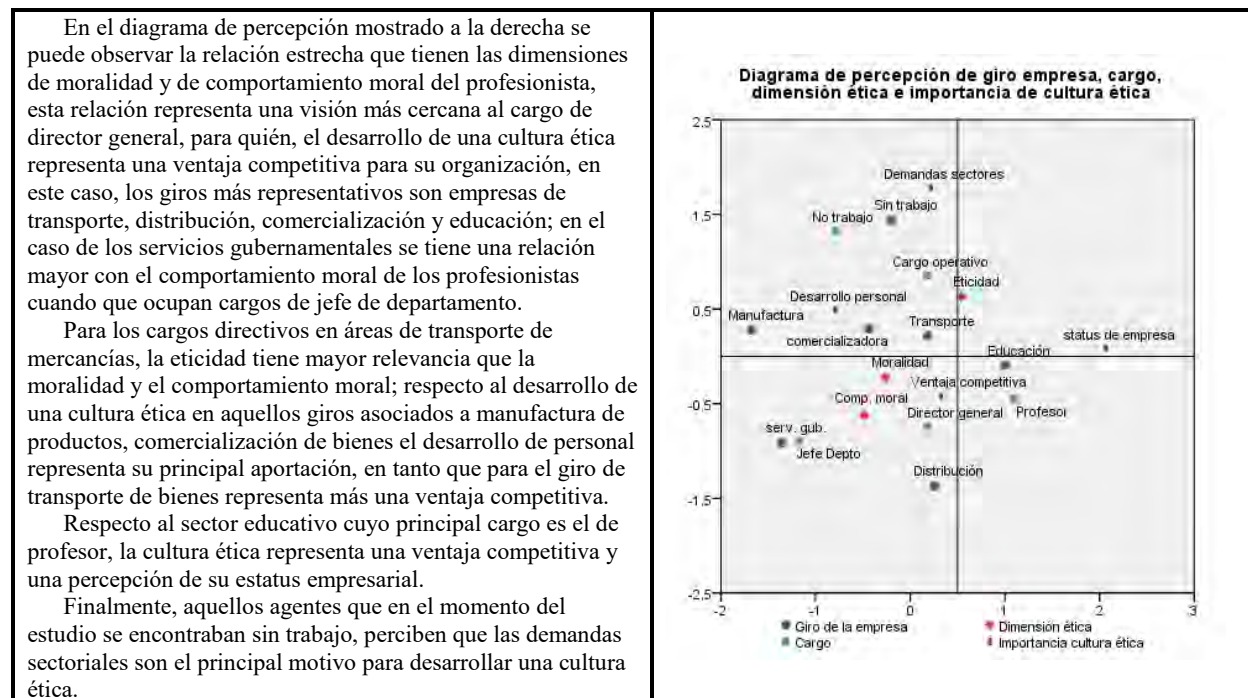 En el diagrama de percepción mostrado a la derecha se
puede observar la relación estrecha que tienen las dimensiones
de moralidad y de comportamiento moral del profesionista,
esta relación representa una visión más cercana al cargo de
director general, para quién, el desarrollo de una cultura ética
representa una ventaja competitiva para su organización, en
este caso, los giros más representativos son empresas de
transporte, distribución, comercialización y educación; en el
caso de los servicios gubernamentales se tiene una relación
mayor con el comportamiento moral de los profesionistas
cuando que ocupan cargos de jefe de departamento.
Para los cargos directivos en áreas de transporte de
mercancías, la eticidad tiene mayor relevancia que la
moralidad y el comportamiento moral; respecto al desarrollo de
una cultura ética en aquellos giros asociados a manufactura de
productos, comercialización de bienes el desarrollo de personal
representa su principal aportación, en tanto que para el giro de
transporte de bienes representa más una ventaja competitiva.
Respecto al sector educativo cuyo principal cargo es el de
profesor, la cultura ética representa una ventaja competitiva y
una percepción de su estatus empresarial.
Finalmente, aquellos agentes que en el momento del
estudio se encontraban sin trabajo, perciben que las demandas
sectoriales son el principal motivo para desarrollar una cultura
ética.
Diagrama de percepción de giro empresa, cargo,
dimensión ética e importancia de cultura ética
2.5
Demandas sectores
Sin trabajo
1.5
No trabajo
Cargo operativo
Eticidad
Desarrollo personal
0.5
Manufactura
Transporte
status de empresa
comercializadora
Educación
Moralidad
Ventaja competitiva
-0.5
Comp. moral
Director general
Profesor
serv. gub.
Jefe Depto
Distribución
-1.5
-2.5
-2 -1 0 1 2 3
Giro de la empresa
Dimensión ética
Cargo
Importancia cultura ética